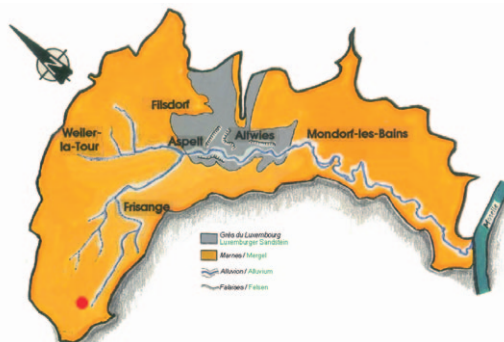 Filsdorf
Weiler-
la-Tour
Aspelt
Altwies
Mondorf-les-Bains
Frisange
Moselle
Grès du Luxembourg
Luxemburger Sandstein
Marnes / Mergel
Alluvion / Alluvium
Falaises / Felsen